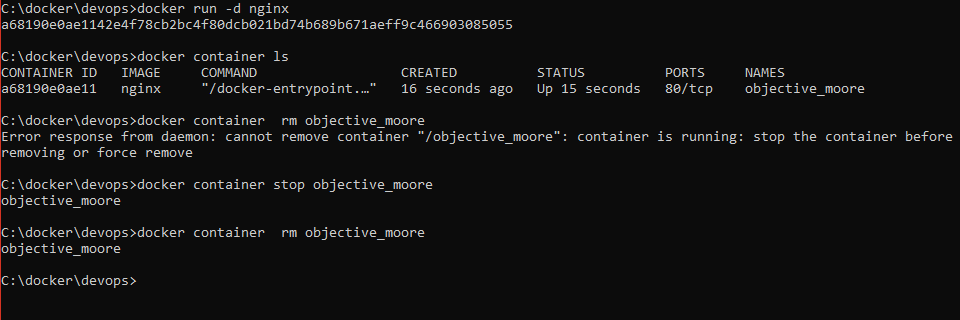 C:\docker\devops>docker run -d nginx
a68190e0ae1142e4f78cb2bc4f80dcb021bd74b689b671aeff9c466903085055
C:\docker\devops>docker container ls
CONTAINER ID   IMAGE     COMMAND                  CREATED          STATUS          PORTS     NAMES
a68190e0ae11   nginx     "/docker-entrypoint.…"   16 seconds ago   Up 15 seconds   80/tcp    objective_moore
C:\docker\devops>docker container  rm objective_moore
Error response from daemon: cannot remove container "/objective_moore": container is running: stop the container before
removing or force remove
C:\docker\devops>docker container stop objective_moore
objective_moore
C:\docker\devops>docker container  rm objective_moore
objective_moore
C:\docker\devops>